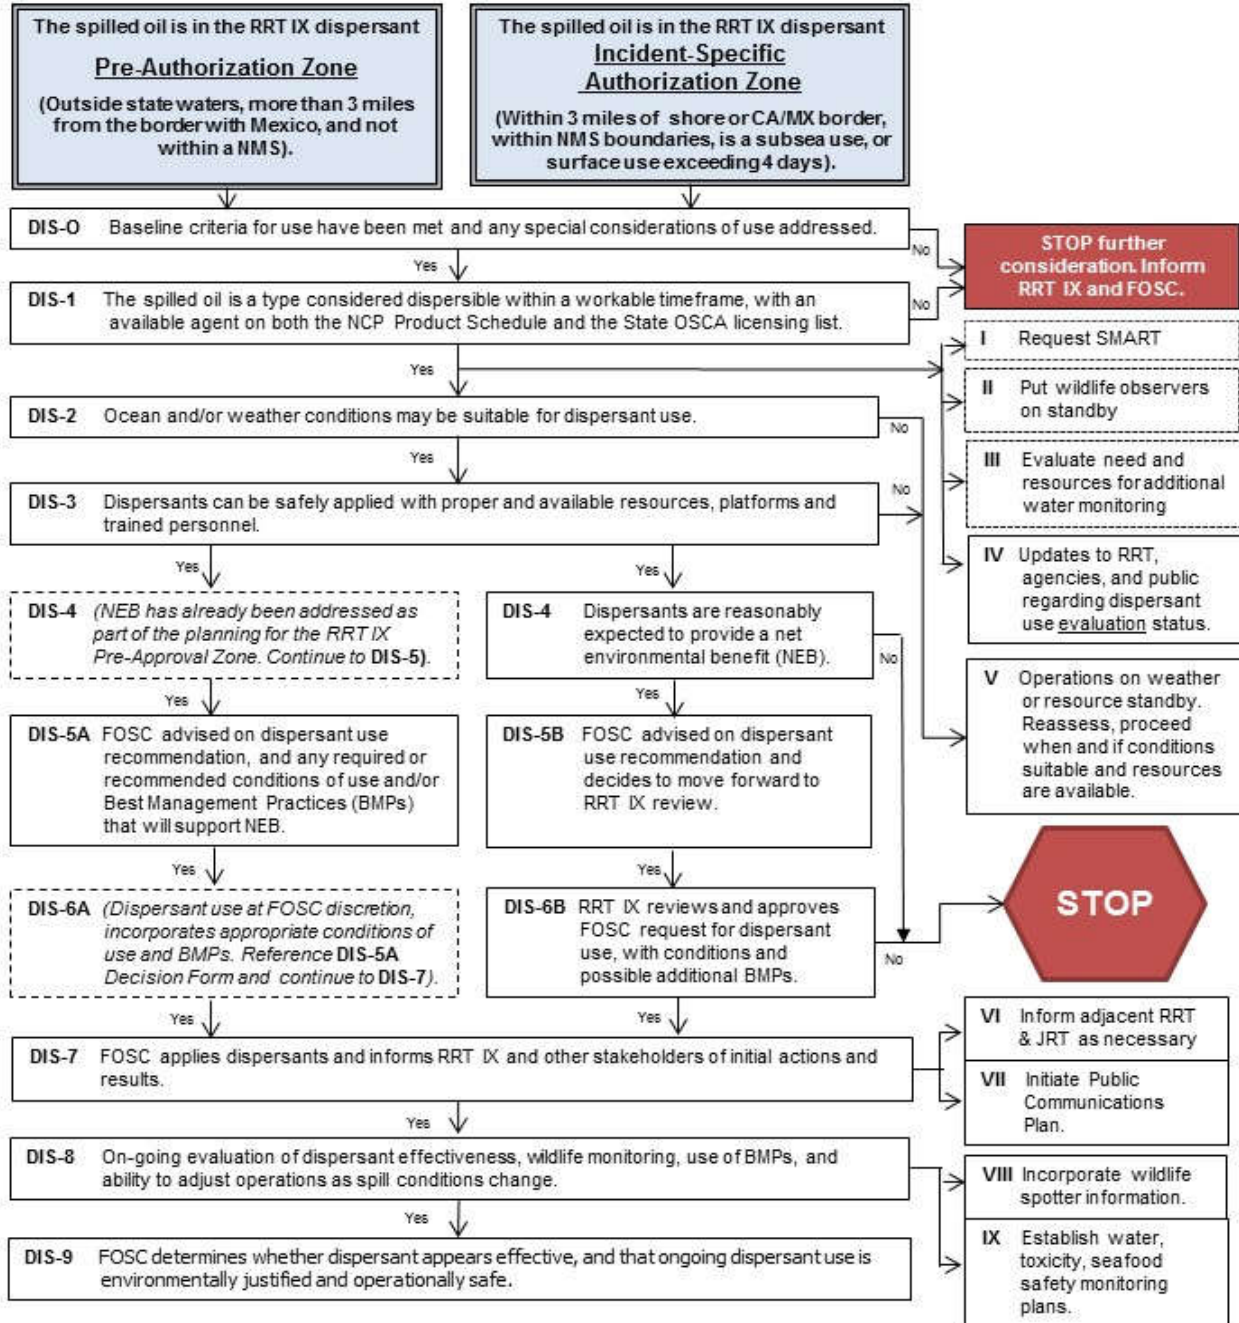 The spilled oil is in the RRT IX dispersant
Pre-Authorization Zone
(Outside state waters, more than 3 miles
from the border with Mexico, and not
within a NMS).
The spilled oil is in the RRT IX dispersant
Incident-Specific
Authorization Zone
(Within 3 miles of shore or CA/MX border,
within NMS boundaries, is a subsea use, or
surface use exceeding 4 days).
DIS-O Baseline criteria for use have been met and any special considerations of use addressed.
No
Yes
STOP further
consideration. Inform
RRT IX and FOSC.
DIS-1 The spilled oil is a type considered dispersible within a workable timeframe, with an
available agent on both the NCP Product Schedule and the State OSCA licensing list.
No
Yes
I Request SMART
II Put wildlife observers
on standby
III Evaluate need and
resources for additional
water monitoring
IV Updates to RRT,
agencies, and public
regarding dispersant
use evaluation status.
DIS-2 Ocean and/or weather conditions may be suitable for dispersant use.
No
Yes
DIS-3 Dispersants can be safely applied with proper and available resources, platforms and
trained personnel.
No
Yes
Yes
V Operations on weather
or resource standby.
Reassess, proceed
when and if conditions
suitable and resources
are available.
DIS-4 (NEB has already been addressed as
part of the planning for the RRT IX
Pre-Approval Zone. Continue to DIS-5).
DIS-4 Dispersants are reasonably
expected to provide a net
environmental benefit (NEB).
No
Yes
Yes
DIS-5A FOSC advised on dispersant use
recommendation, and any required or
recommended conditions of use and/or
Best Management Practices (BMPs)
that will support NEB.
DIS-5B FOSC advised on dispersant
use recommendation and
decides to move forward to
RRT IX review.
Yes
Yes
DIS-6A (Dispersant use at FOSC discretion,
incorporates appropriate conditions of
use and BMPs. Reference DIS-5A
Decision Form and continue to DIS-7).
DIS-6B RRT IX reviews and approves
FOSC request for dispersant
use, with conditions and
possible additional BMPs.
No
STOP
Yes
Yes
DIS-7 FOSC applies dispersants and informs RRT IX and other stakeholders of initial actions and
results.
Yes
VI Inform adjacent RRT
& JRT as necessary
VII Initiate Public
Communications
Plan.
DIS-8 On-going evaluation of dispersant effectiveness, wildlife monitoring, use of BMPs, and
ability to adjust operations as spill conditions change.
Yes
VIII Incorporate wildlife
spotter information.
IX Establish water,
toxicity, seafood
safety monitoring
plans.
DIS-9 FOSC determines whether dispersant appears effective, and that ongoing dispersant use is
environmentally justified and operationally safe.